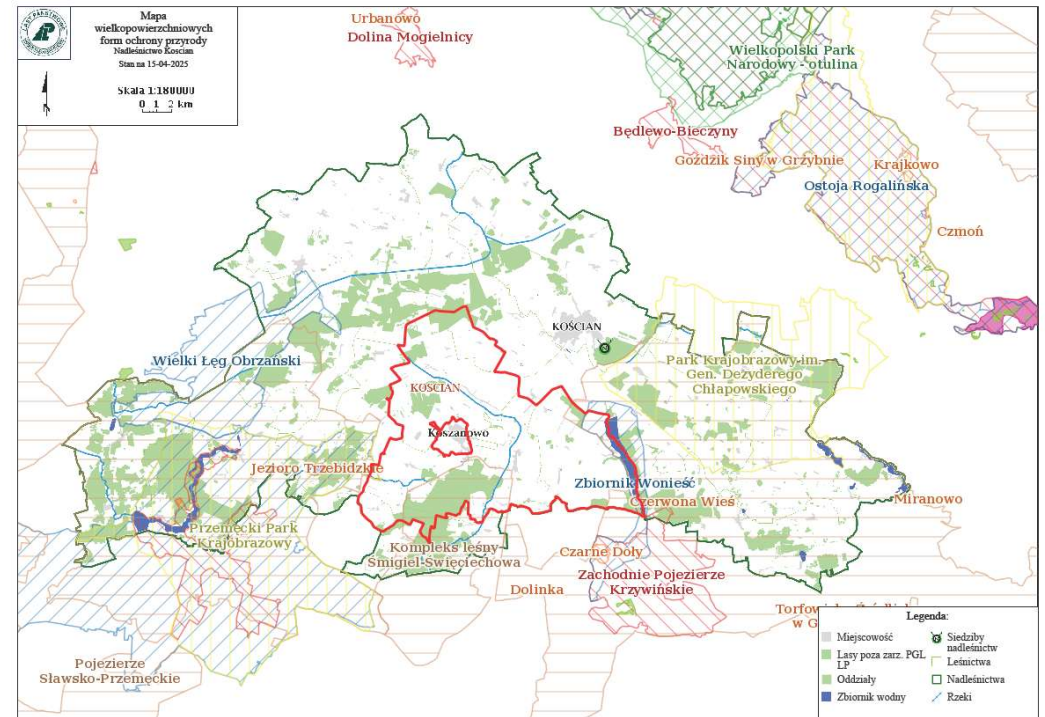 Mapa
wielkopowierzchniowych
form ochrony przyrody
Nadleśnictwo Kościan
Stan na 15-04-2025
Skala 1:180000
0 1 2 km
N
Urbanowo
Dolina Mogielnicy
Wielkopolski Park
Narodowy - otulina
Będlewo-Bieczyny
Goździk Siny w Grzybnie
Krajkowo
Ostoja Rogalińska
Czmoń
KOŚCIAN
Wielki Łęg Obrzański
Park Krajobrazowy im.
Gen. Dezyderego
Chłapowskiego
KOŚCIAN
Koszanowo
Jezioro Trzebidzkie
Zbiornik Wonieść
Czerwona Wieś
Miranowo
Przemęcki Park
Krajobrazowy
Kompleks leśny
Śmigiel-Święciechowa
Czarne Doły
Dolinka
Zachodnie Pojezierze
Krzywińskie
w G
Pojezierze
Sławsko-Przemęckie
Legenda:
Miejscowość
Lasy poza zarz. PGL
LP
Oddziały
Zbiornik wodny
Siedziby
nadleśnictw
Leśnictwa
Nadleśnictwa
Rzeki